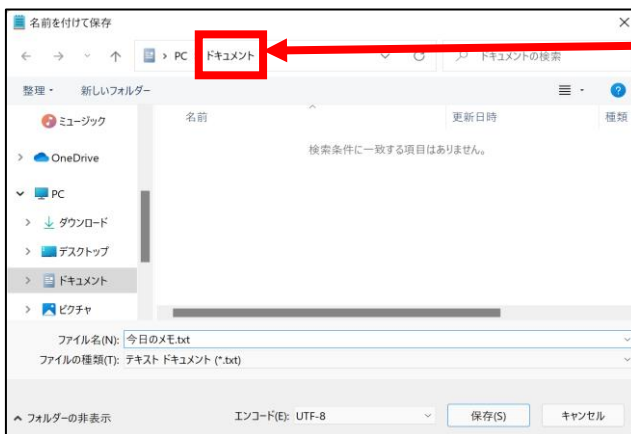 名前を付けて保存
PC ドキュメント ドキュメントの検索
整理 新しいフォルダー
ミュージック
名前 更新日時 種類
検索条件に一致する項目はありません。
OneDrive
PC
ダウンロード
デスクトップ
ドキュメント
ピクチャ
ファイル名(N): 今日のメモ.txt
ファイルの種類(T): テキスト ドキュメント (*.txt)
フォルダーの非表示 エンコード(E): UTF-8 保存(S) キャンセル